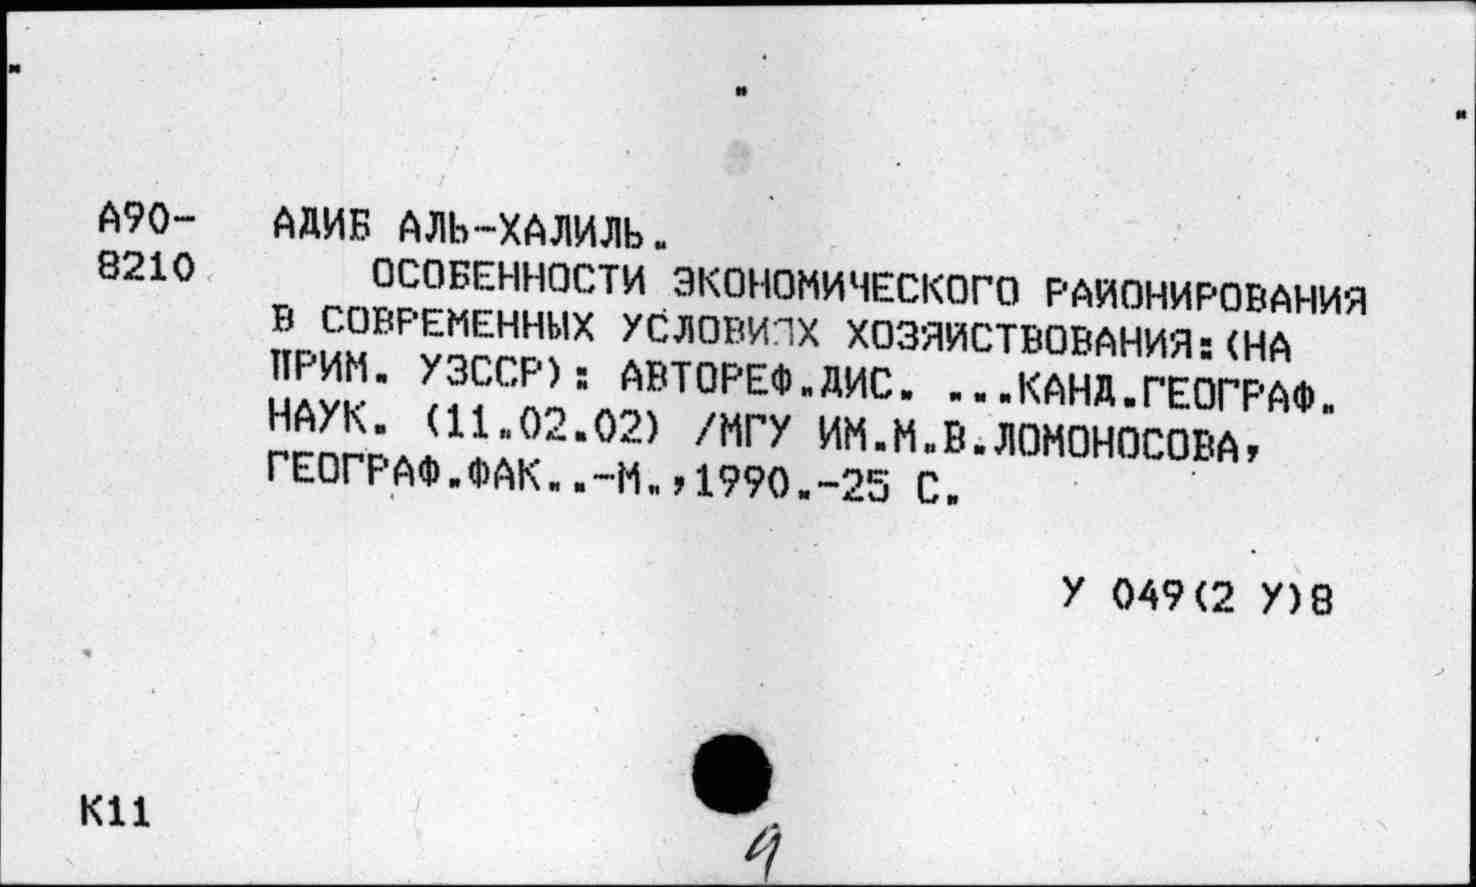 А90-
8210
АДИБ АЛЬ-ХАЛИЛЬ.
ОСОБЕННОСТИ ЭКОНОМИЧЕСКОГО РАЙОНИРОВАНИЯ
В СОВРЕМЕННЫХ УСЛОВИЯХ ХОЗЯЙСТВОВАНИЯ:(НА
ПРИМ. УЗССР): АВТОРЕФ.ДИС. ...КАНД.ГЕОГРАФ.
НАУК. (11.02.02) /МГУ ИМ.М.В.ЛОМОНОСОВА,
ГЕОГРАФ.ФАК..-М.,1990.-25 С.
У 049(2 У)8
К11